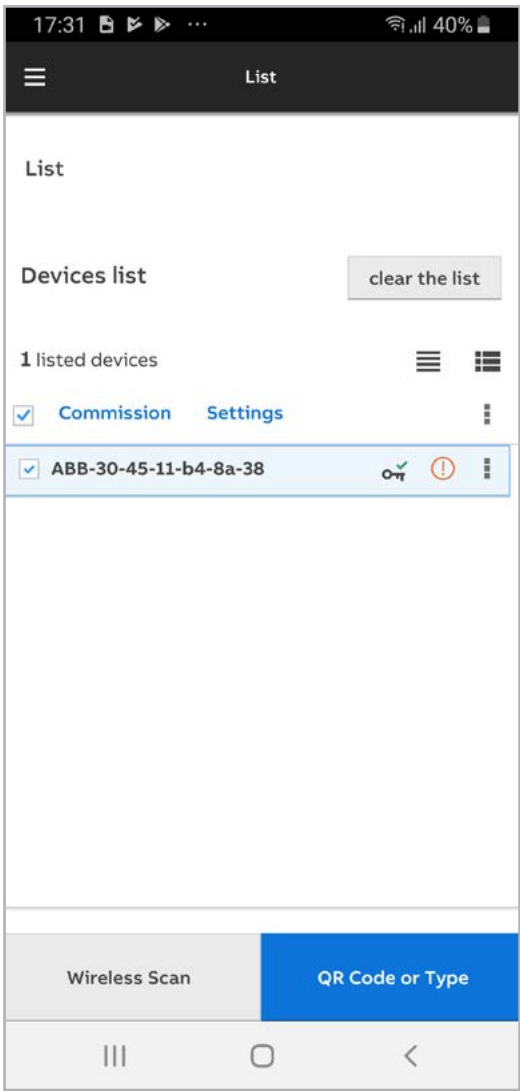 17:31 ... 40%
List
List
Devices list clear the list
1 listed devices
Commission Settings
ABB-30-45-11-b4-8a-38
Wireless Scan QR Code or Type